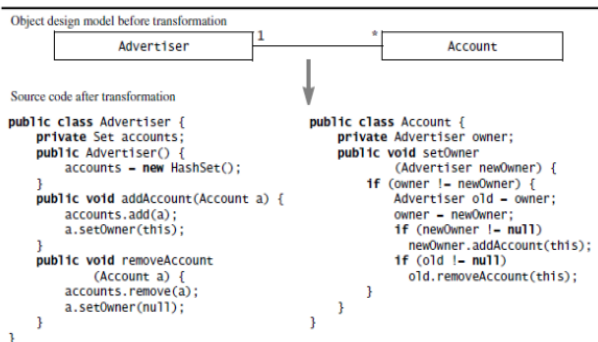 Object design model before transformation
Advertiser
1
*
Account
Source code after transformation
public class Advertiser {
    private Set accounts;
    public Advertiser() {
        accounts = new HashSet();
    }
    public void addAccount(Account a) {
        accounts.add(a);
        a.setOwner(this);
    }
    public void removeAccount
            (Account a) {
        accounts.remove(a);
        a.setOwner(null);
    }
}
public class Account {
    private Advertiser owner;
    public void setOwner
            (Advertiser newOwner) {
        if (owner != newOwner) {
            Advertiser old = owner;
            owner = newOwner;
            if (newOwner != null)
              newOwner.addAccount(this);
            if (old != null)
              old.removeAccount(this);
        }
    }
}